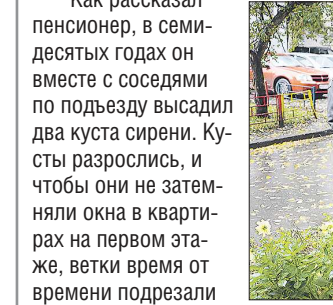 Как рассказал
пенсионер, в семи-
десятых годах он
вместе с соседями
по подъезду высадил
два куста сирени. Ку-
сты разрослись, и
чтобы они не затем-
няли окна в кварти-
рах на первом эта-
же, ветки время от
времени подрезали